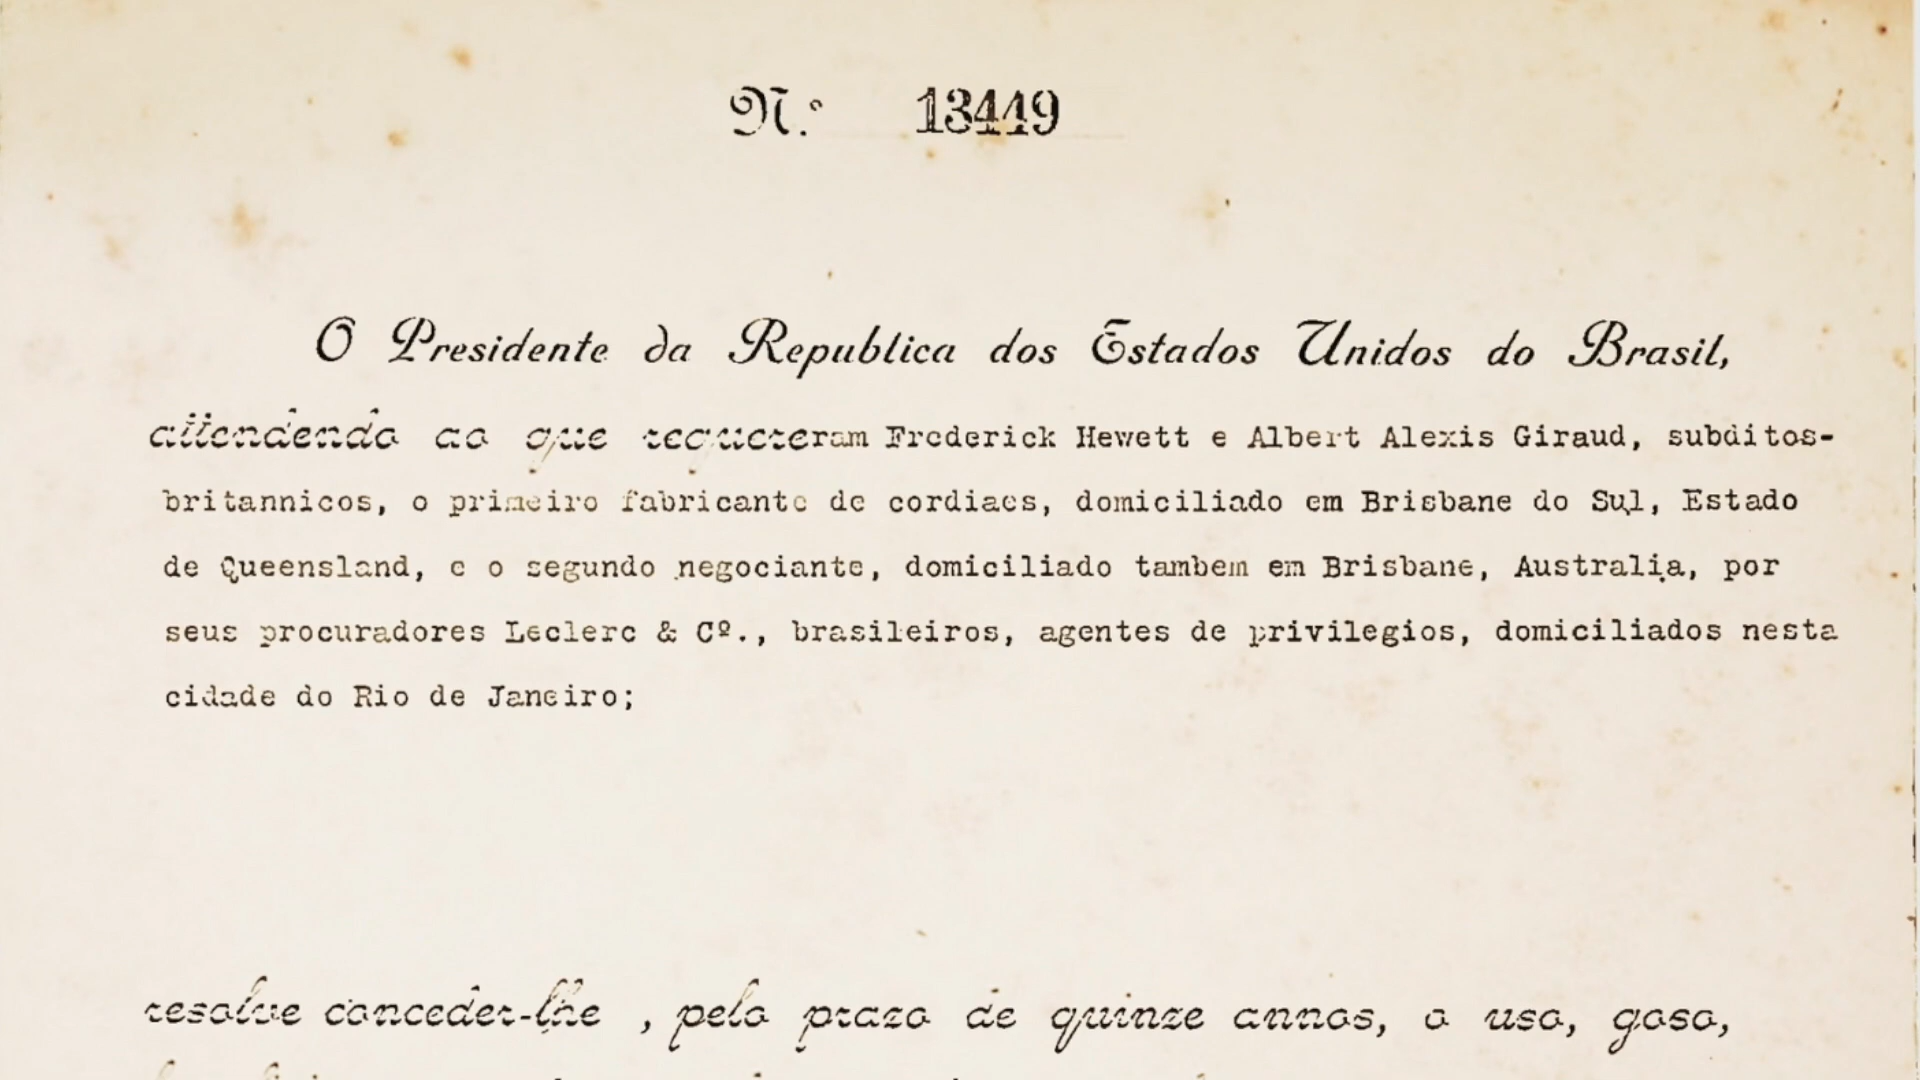 N.º 13449
O Presidente da Republica dos Estados Unidos do Brasil,
attendendo ao que requereram Frederick Hewett e Albert Alexis Giraud, subditos-
britannicos, o primeiro fabricante de cordiaes, domiciliado em Brisbane do Sul, Estado
de Queensland, e o segundo negociante, domiciliado tambem em Brisbane, Australia, por
seus procuradores Leclerc & Cº., brasileiros, agentes de privilegios, domiciliados nesta
cidade do Rio de Janeiro;
resolve conceder-lhe , pelo prazo de quinze annos, o uso, goso,